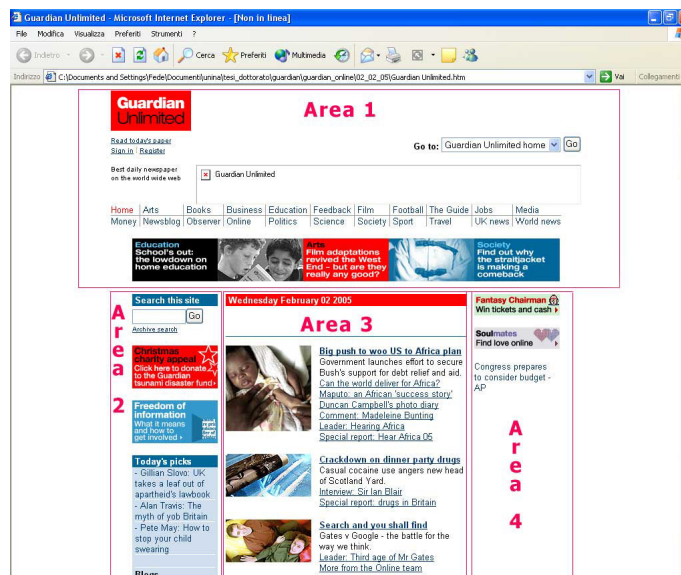 Guardian Unlimited - Microsoft Internet Explorer - [Non in linea]
File Modifica Visualizza Preferiti Strumenti ?
Indietro Cerca Preferiti Multimedia
Indirizzo C:\Documents and Settings\Fede\Documenti\unina\tesi_dottorato\guardian\guardian_online\02_02_05\Guardian Unlimited.htm Vai Collegamenti
Guardian
Unlimited
Area 1
Read today's paper
Sign in | Register
Go to: Guardian Unlimited home Go
Best daily newspaper
on the world wide web
Guardian Unlimited
Home Arts Books Business Education Feedback Film Football The Guide Jobs Media
Money Newsblog Observer Online Politics Science Society Sport Travel UK news World news
Education
School's out:
the lowdown on
home education
Arts
Film adaptations
revived the West
End – but are they
really any good?
Society
Find out why
the straitjacket
is making a
comeback
Area 2
Search this site
Go
Archive search
Christmas
charity appeal
Click here to donate
to the Guardian
tsunami disaster fund
Freedom of
information
What it means
and how to
get involved
Today's picks
- Gillian Slovo: UK
takes a leaf out of
apartheid's lawbook
- Alan Travis: The
myth of yob Britain
- Pete May: How to
stop your child
swearing
Blogs
Wednesday February 02 2005
Area 3
Big push to woo US to Africa plan
Government launches effort to secure
Bush's support for debt relief and aid.
Can the world deliver for Africa?
Maputo: an African 'success story'
Duncan Campbell's photo diary
Comment: Madeleine Bunting
Leader: Hearing Africa
Special report: Hear Africa 05
Crackdown on dinner party drugs
Casual cocaine use angers new head
of Scotland Yard.
Interview: Sir Ian Blair
Special report: drugs in Britain
Search and you shall find
Gates v Google - the battle for the
way we think.
Leader: Third age of Mr Gates
More from the Online team
Fantasy Chairman
Win tickets and cash
Soulmates
Find love online
Congress prepares
to consider budget -
AP
Area 4